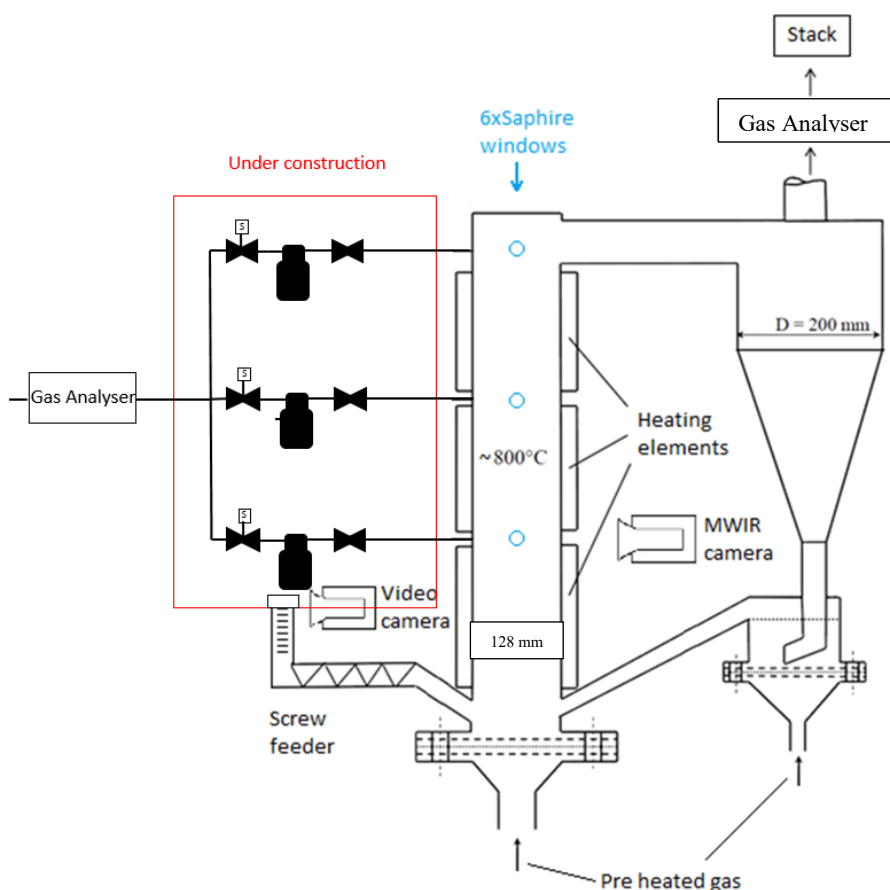 Stack
Gas Analyser
6xSaphire
windows
Under construction
S
D = 200 mm
S
Gas Analyser
Heating
elements
~800°C
S
MWIR
camera
Video
camera
128 mm
Screw
feeder
Pre heated gas